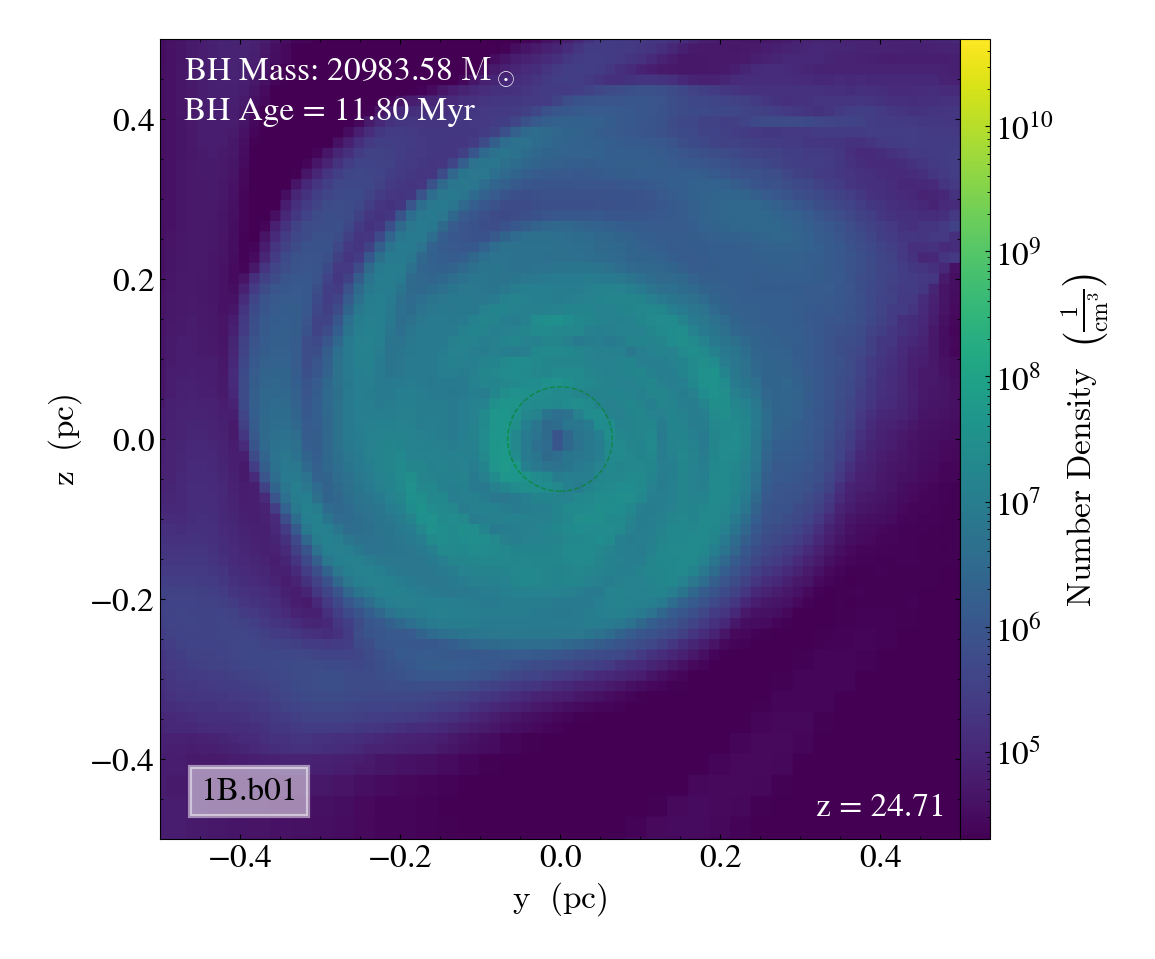 BH Mass: 20983.58 M☉
BH Age = 11.80 Myr
0.4
0.2
0.0
−0.2
−0.4
z (pc)
1B.b01
z = 24.71
−0.4 −0.2 0.0 0.2 0.4
y (pc)
10^10
10^9
10^8
10^7
10^6
10^5
Number Density (1/cm^3)